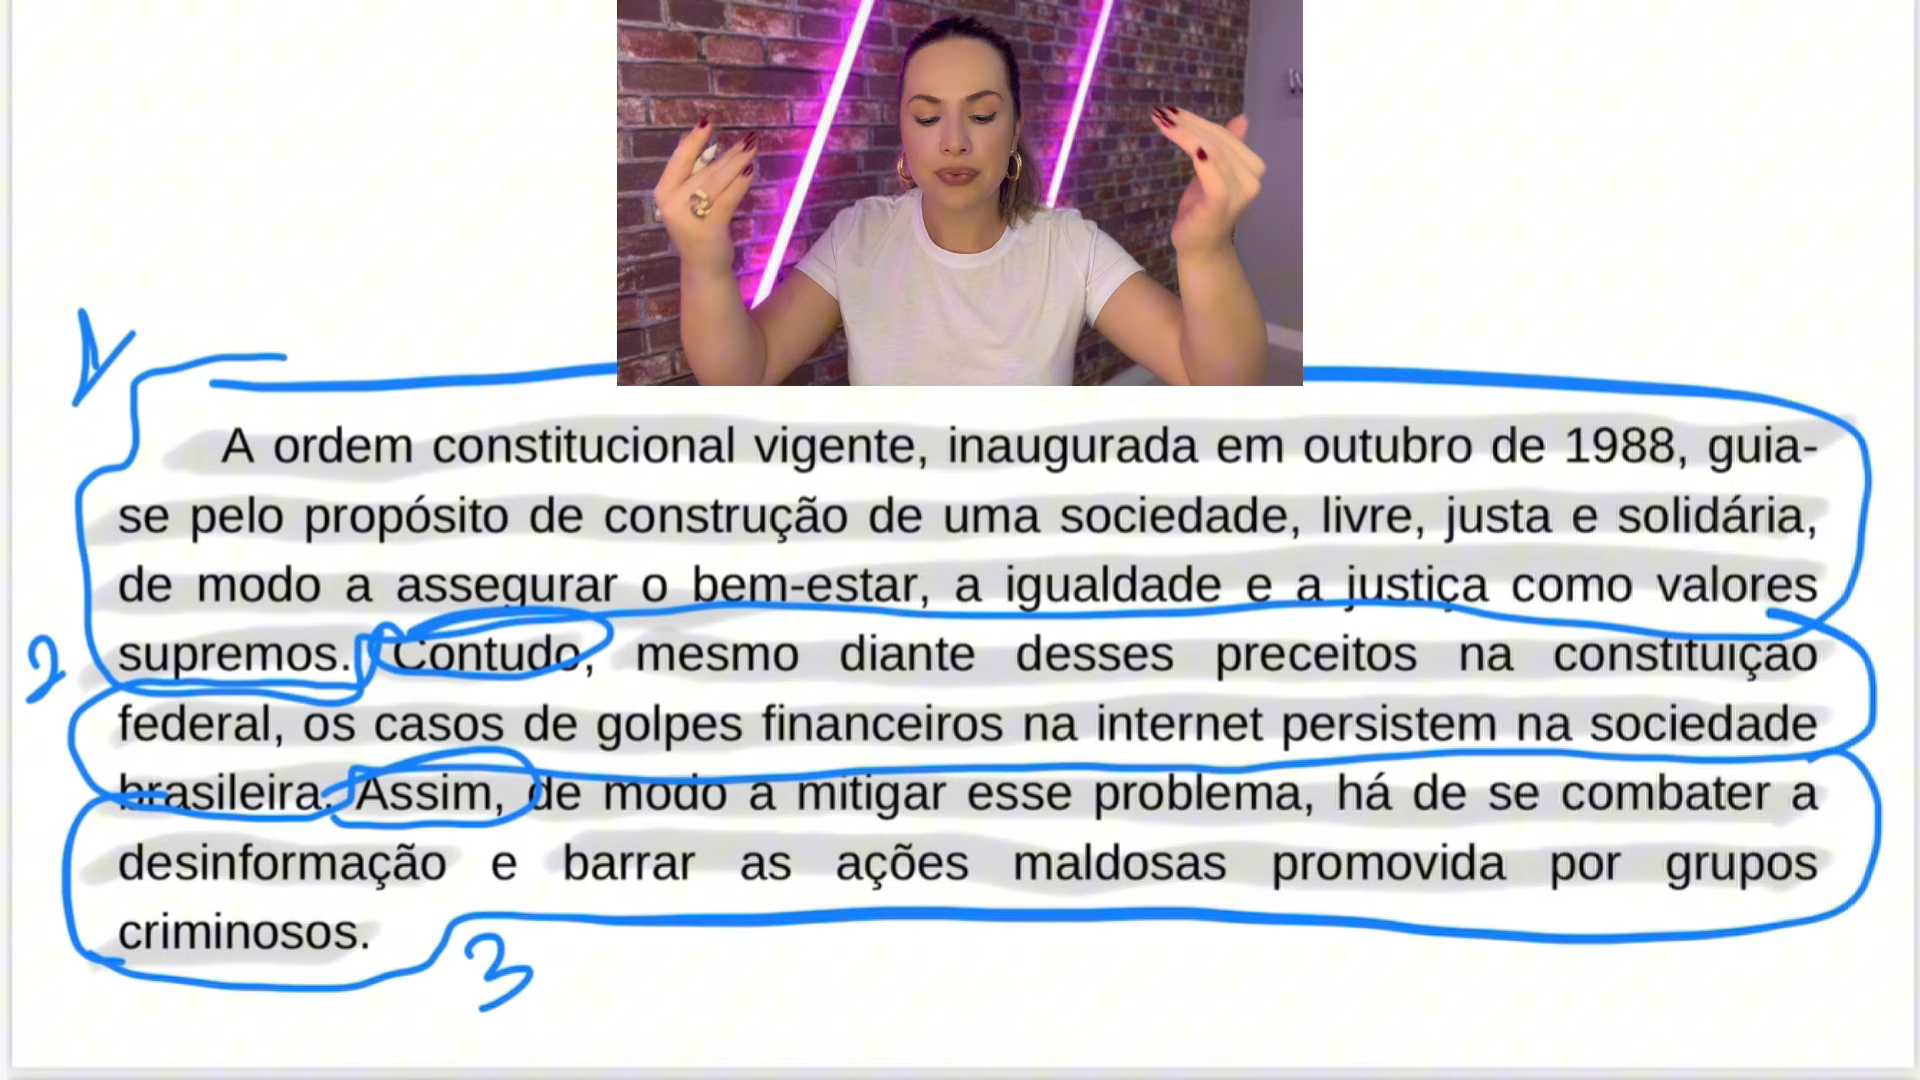 1
A ordem constitucional vigente, inaugurada em outubro de 1988, guia-
se pelo propósito de construção de uma sociedade, livre, justa e solidária,
de modo a assegurar o bem-estar, a igualdade e a justiça como valores
supremos. Contudo, mesmo diante desses preceitos na constituição
2
federal, os casos de golpes financeiros na internet persistem na sociedade
brasileira. Assim, de modo a mitigar esse problema, há de se combater a
desinformação e barrar as ações maldosas promovida por grupos
criminosos.
3